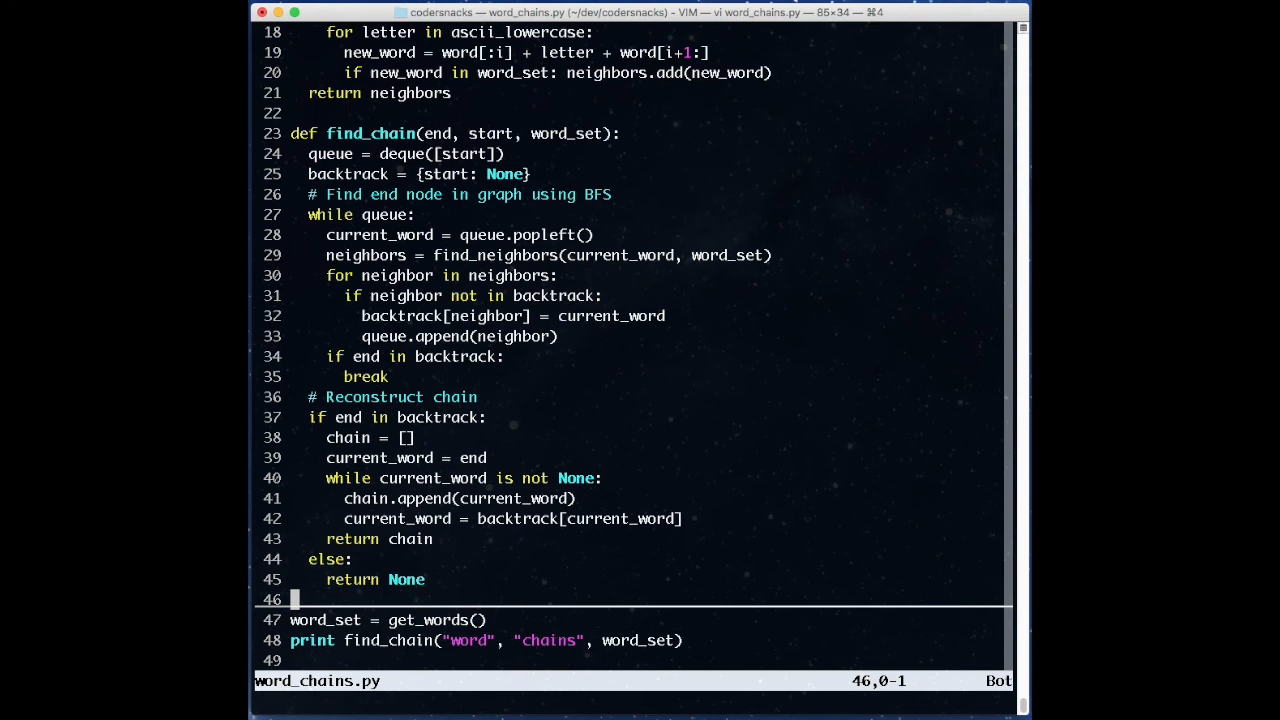 codersnacks — word_chains.py (~/dev/codersnacks) - VIM — vi word_chains.py — 85×34 — ⌘4
18     for letter in ascii_lowercase:
19       new_word = word[:i] + letter + word[i+1:]
20       if new_word in word_set: neighbors.add(new_word)
21   return neighbors
22
23 def find_chain(end, start, word_set):
24   queue = deque([start])
25   backtrack = {start: None}
26   # Find end node in graph using BFS
27   while queue:
28     current_word = queue.popleft()
29     neighbors = find_neighbors(current_word, word_set)
30     for neighbor in neighbors:
31       if neighbor not in backtrack:
32         backtrack[neighbor] = current_word
33         queue.append(neighbor)
34     if end in backtrack:
35       break
36   # Reconstruct chain
37   if end in backtrack:
38     chain = []
39     current_word = end
40     while current_word is not None:
41       chain.append(current_word)
42       current_word = backtrack[current_word]
43     return chain
44   else:
45     return None
46
47 word_set = get_words()
48 print find_chain("word", "chains", word_set)
49
word_chains.py 46,0-1 Bot